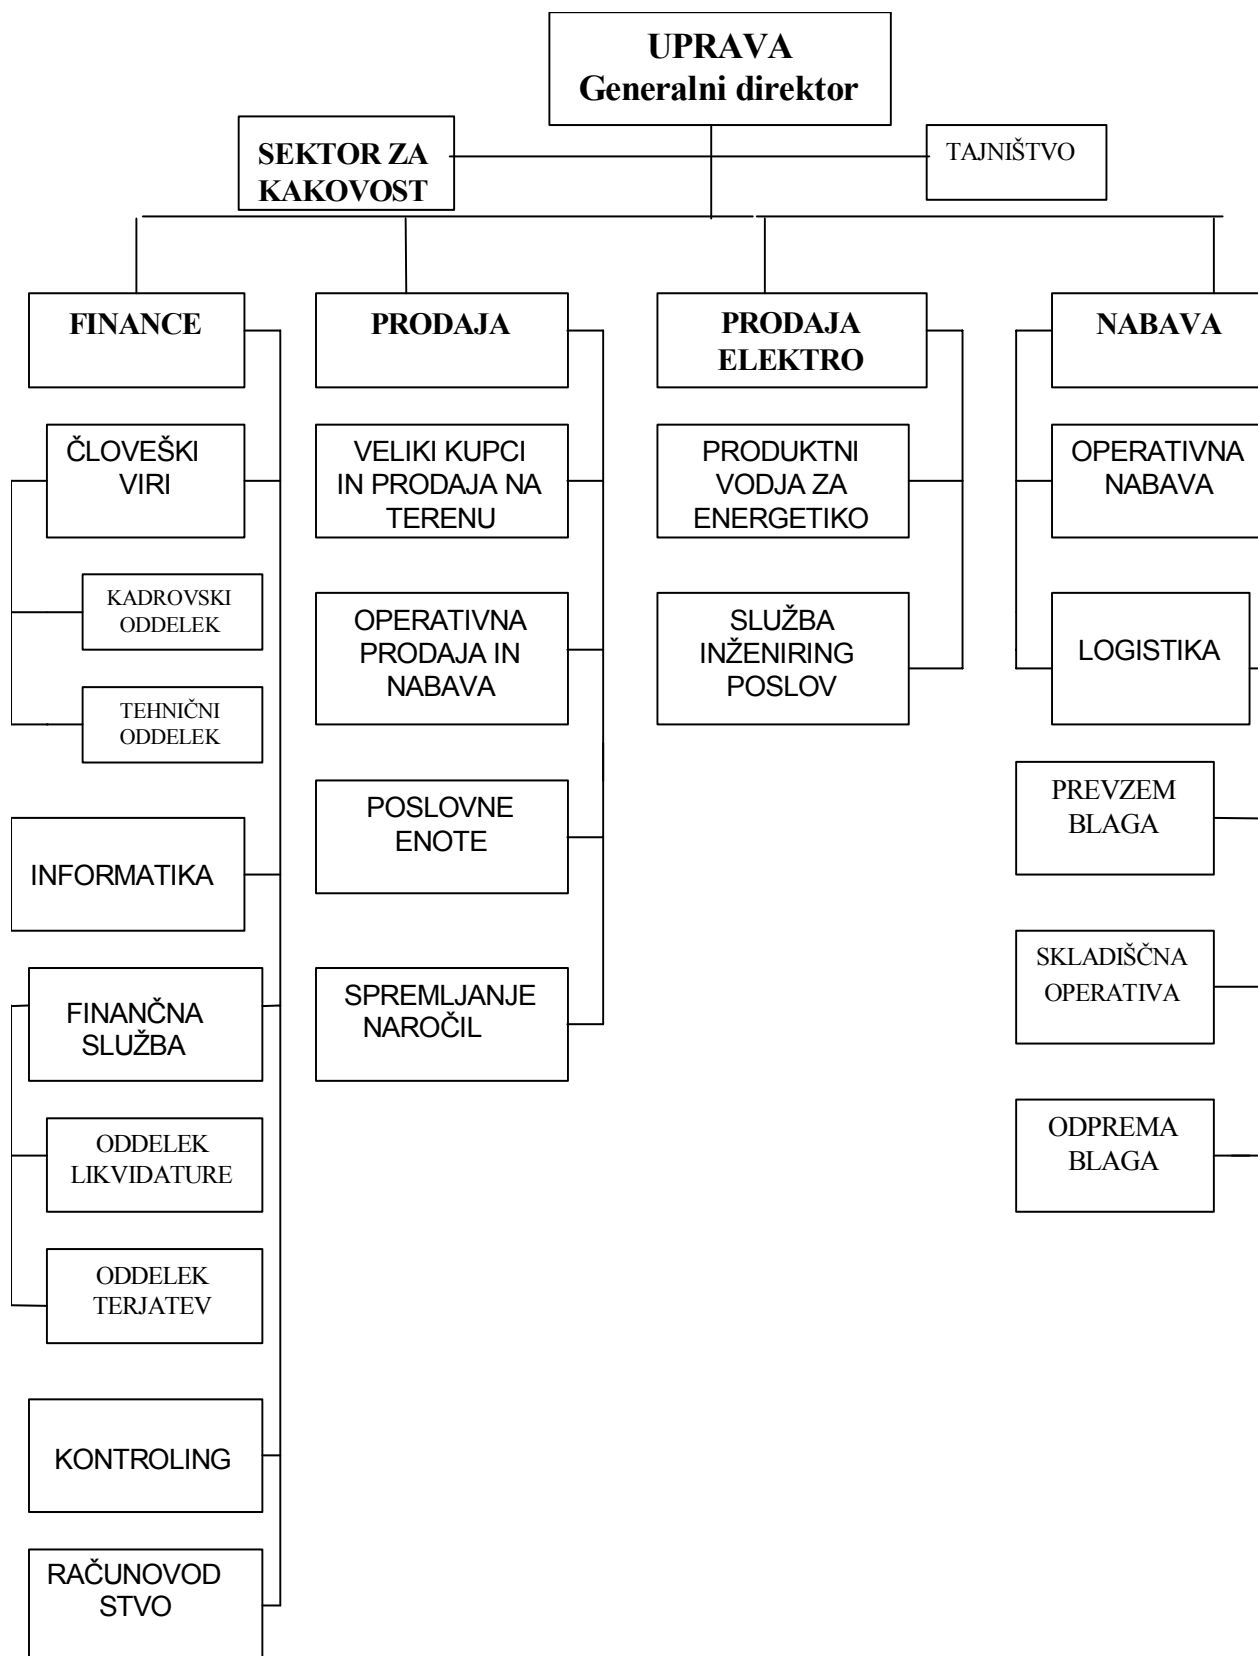 UPRAVA
Generalni direktor
SEKTOR ZA
KAKOVOST
TAJNIŠTVO
FINANCE
PRODAJA
PRODAJA
ELEKTRO
NABAVA
ČLOVEŠKI
VIRI
KADROVSKI
ODDELEK
TEHNIČNI
ODDELEK
INFORMATIKA
FINANČNA
SLUŽBA
ODDELEK
LIKVIDATURE
ODDELEK
TERJATEV
KONTROLING
RAČUNOVOD
STVO
VELIKI KUPCI
IN PRODAJA NA
TERENU
OPERATIVNA
PRODAJA IN
NABAVA
POSLOVNE
ENOTE
SPREMLJANJE
NAROČIL
PRODUKTNI
VODJA ZA
ENERGETIKO
SLUŽBA
INŽENIRING
POSLOV
OPERATIVNA
NABAVA
LOGISTIKA
PREVZEM
BLAGA
SKLADIŠČNA
OPERATIVA
ODPREMA
BLAGA